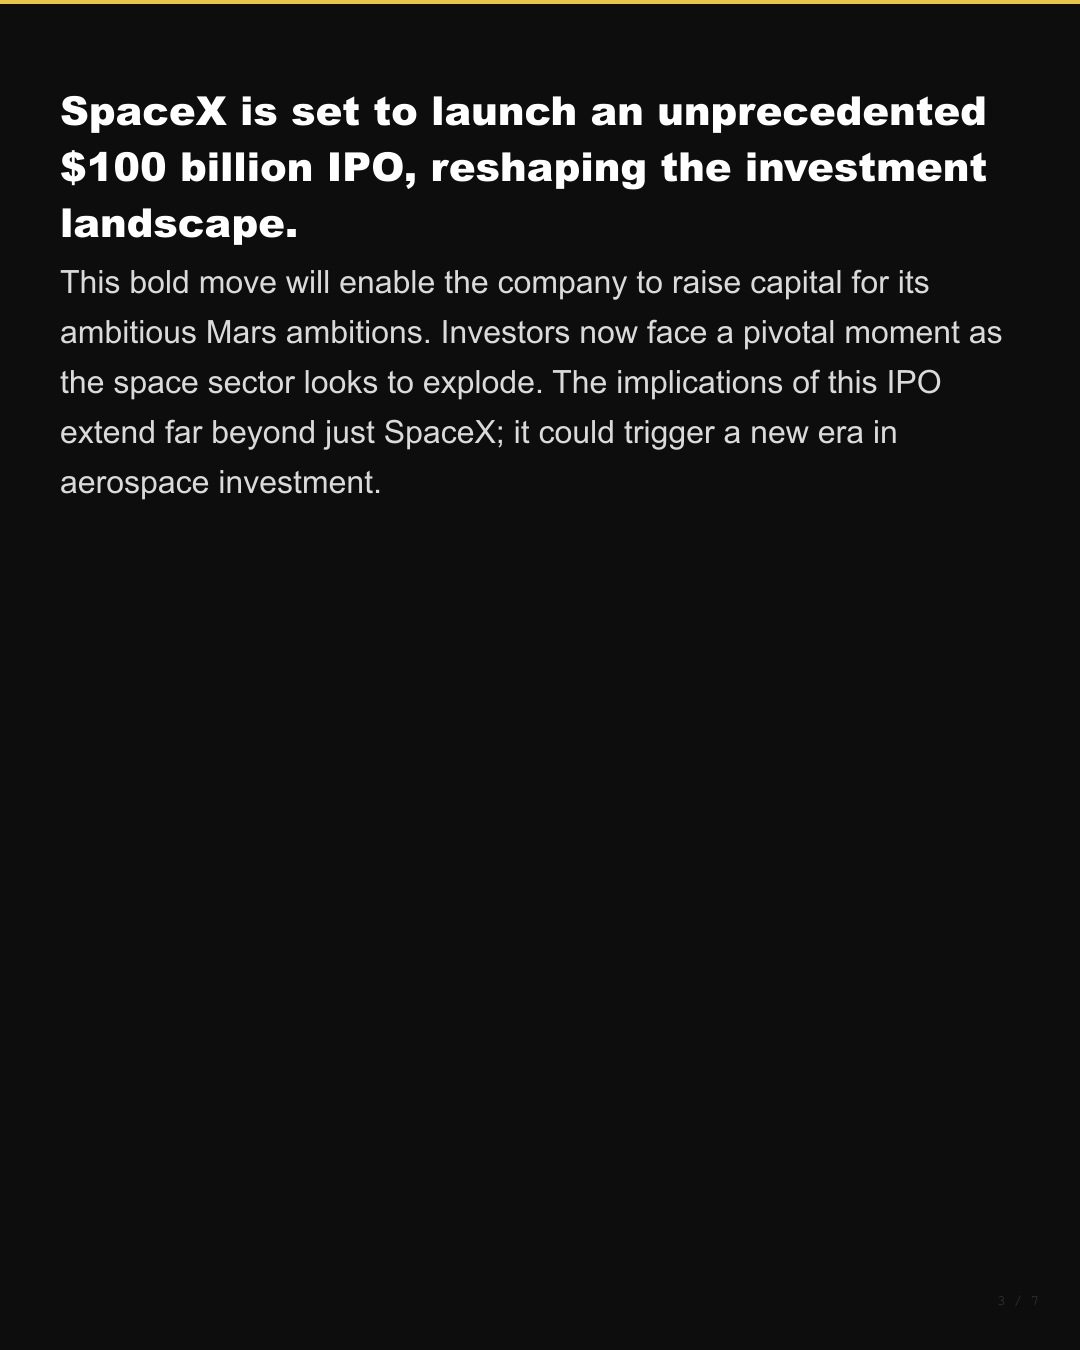 SpaceX is set to launch an unprecedented
$100 billion IPO, reshaping the investment
landscape.
This bold move will enable the company to raise capital for its
ambitious Mars ambitions. Investors now face a pivotal moment as
the space sector looks to explode. The implications of this IPO
extend far beyond just SpaceX; it could trigger a new era in
aerospace investment.
3 / 7